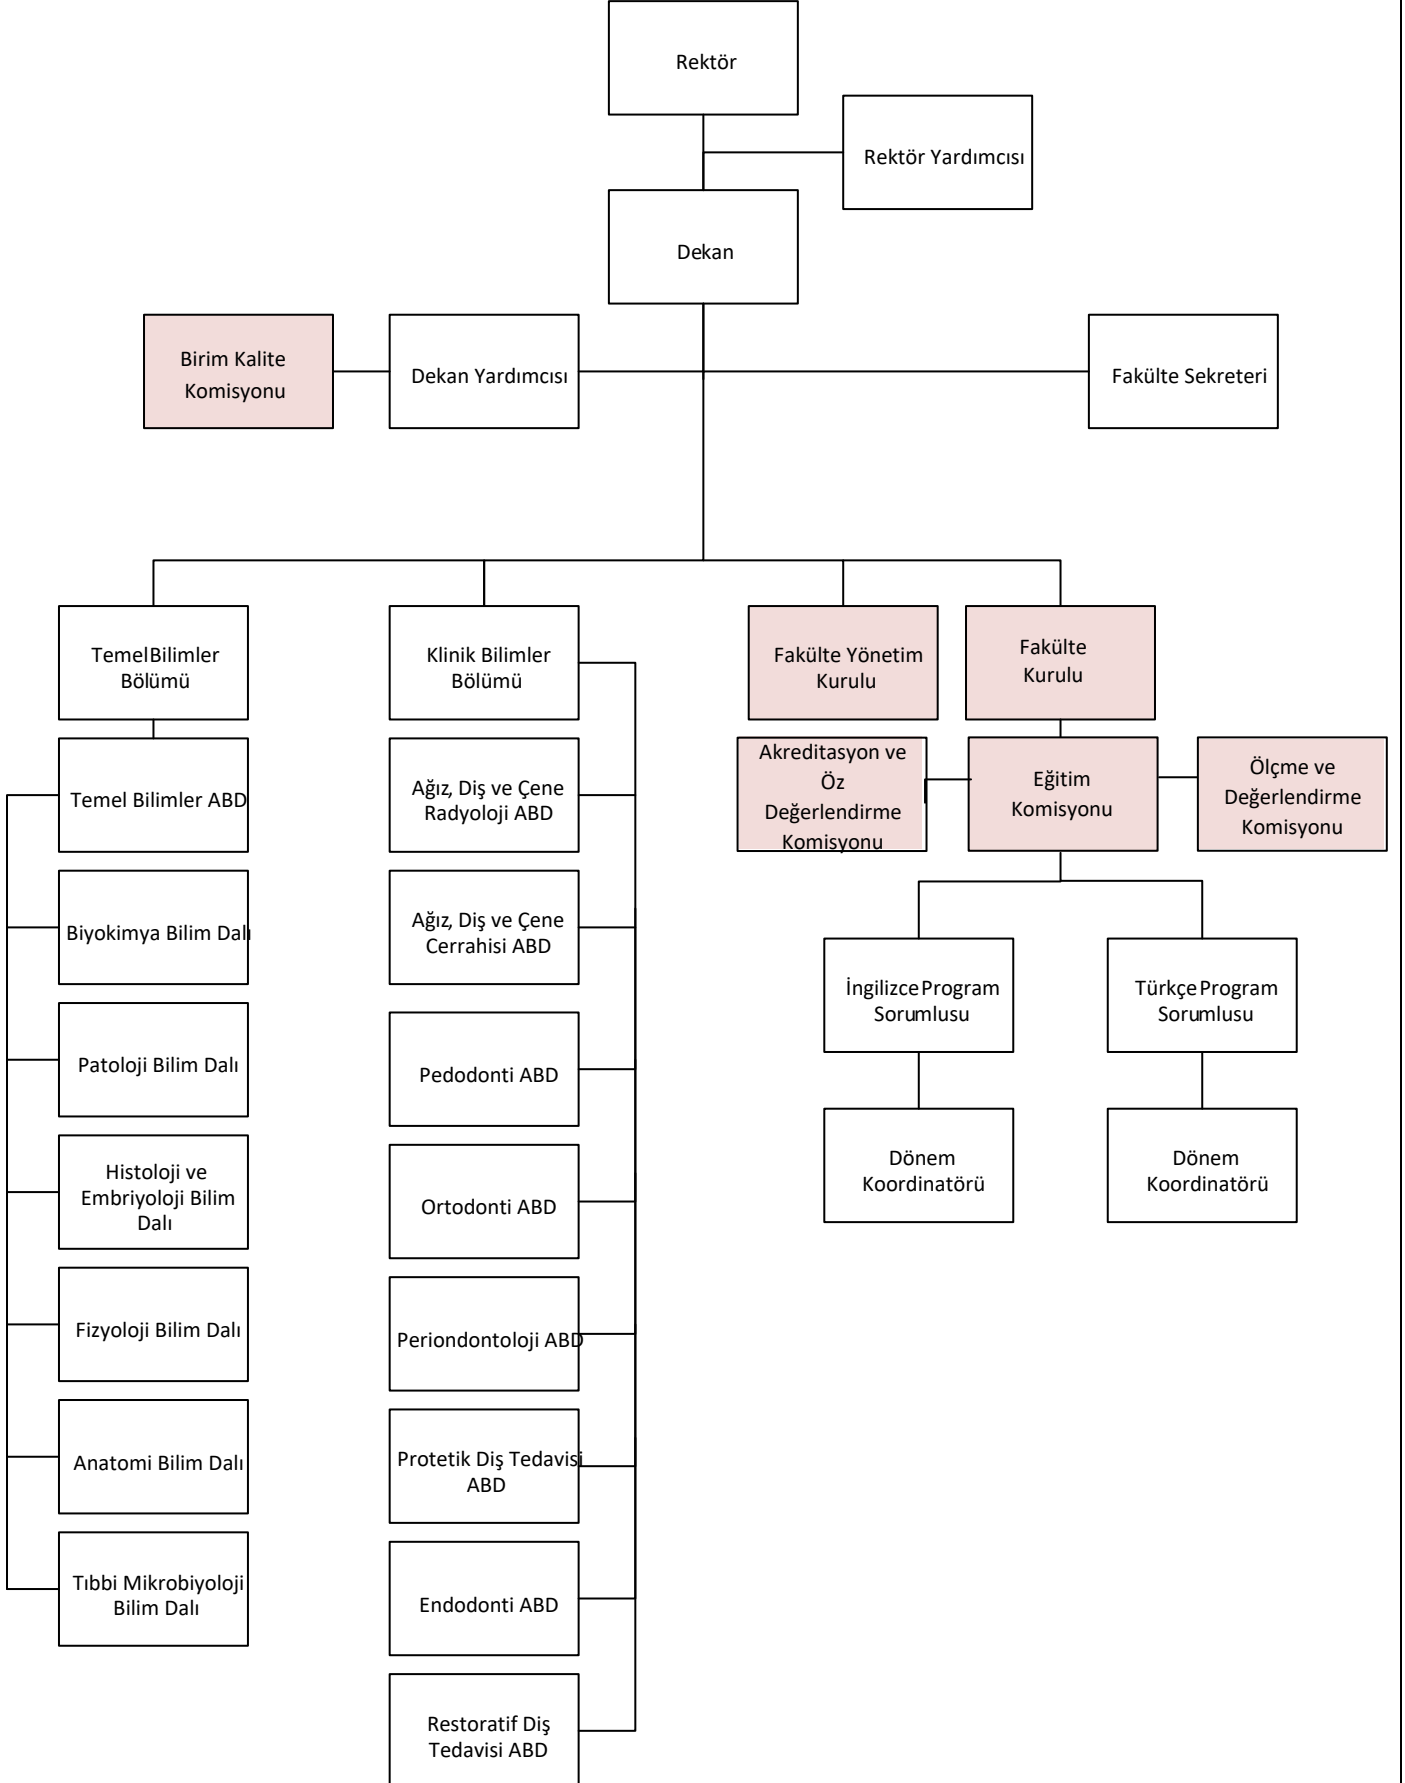 Rektör
Rektör Yardımcısı
Dekan
Birim Kalite
Komisyonu
Dekan Yardımcısı
Fakülte Sekreteri
Temel Bilimler
Bölümü
Klinik Bilimler
Bölümü
Fakülte Yönetim
Kurulu
Fakülte
Kurulu
Temel Bilimler ABD
Biyokimya Bilim Dalı
Patoloji Bilim Dalı
Histoloji ve
Embriyoloji Bilim
Dalı
Fizyoloji Bilim Dalı
Anatomi Bilim Dalı
Tıbbi Mikrobiyoloji
Bilim Dalı
Ağız, Diş ve Çene
Radyoloji ABD
Ağız, Diş ve Çene
Cerrahisi ABD
Pedodonti ABD
Ortodonti ABD
Periondontoloji ABD
Protetik Diş Tedavisi
ABD
Endodonti ABD
Restoratif Diş
Tedavisi ABD
Akreditasyon ve
Öz
Değerlendirme
Komisyonu
Eğitim
Komisyonu
Ölçme ve
Değerlendirme
Komisyonu
İngilizce Program
Sorumlusu
Türkçe Program
Sorumlusu
Dönem
Koordinatörü
Dönem
Koordinatörü